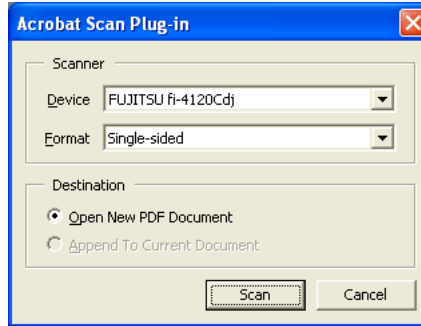 Acrobat Scan Plug-in
Scanner
Device FUJITSU fi-4120Cdj
Format Single-sided
Destination
Open New PDF Document
Append To Current Document
Scan Cancel